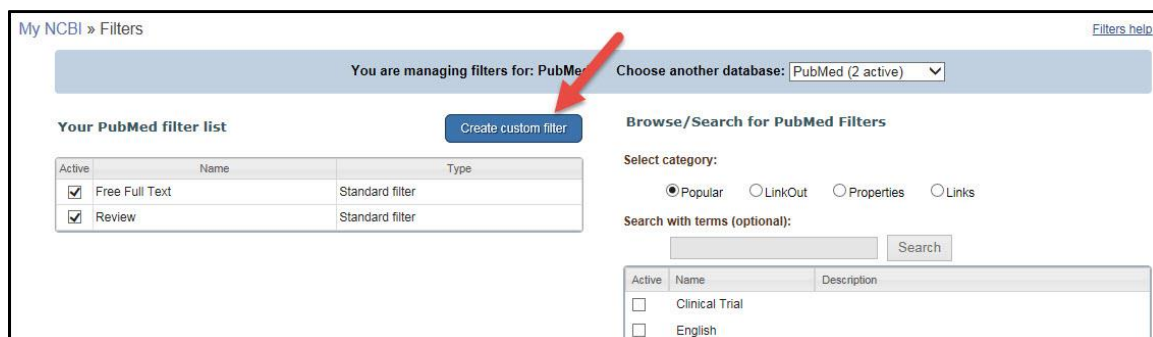 My NCBI » Filters
Filters help
You are managing filters for: PubMed Choose another database: PubMed (2 active)
Your PubMed filter list
Create custom filter
Active Name Type
Free Full Text Standard filter
Review Standard filter
Browse/Search for PubMed Filters
Select category:
Popular LinkOut Properties Links
Search with terms (optional):
Search
Active Name Description
Clinical Trial
English